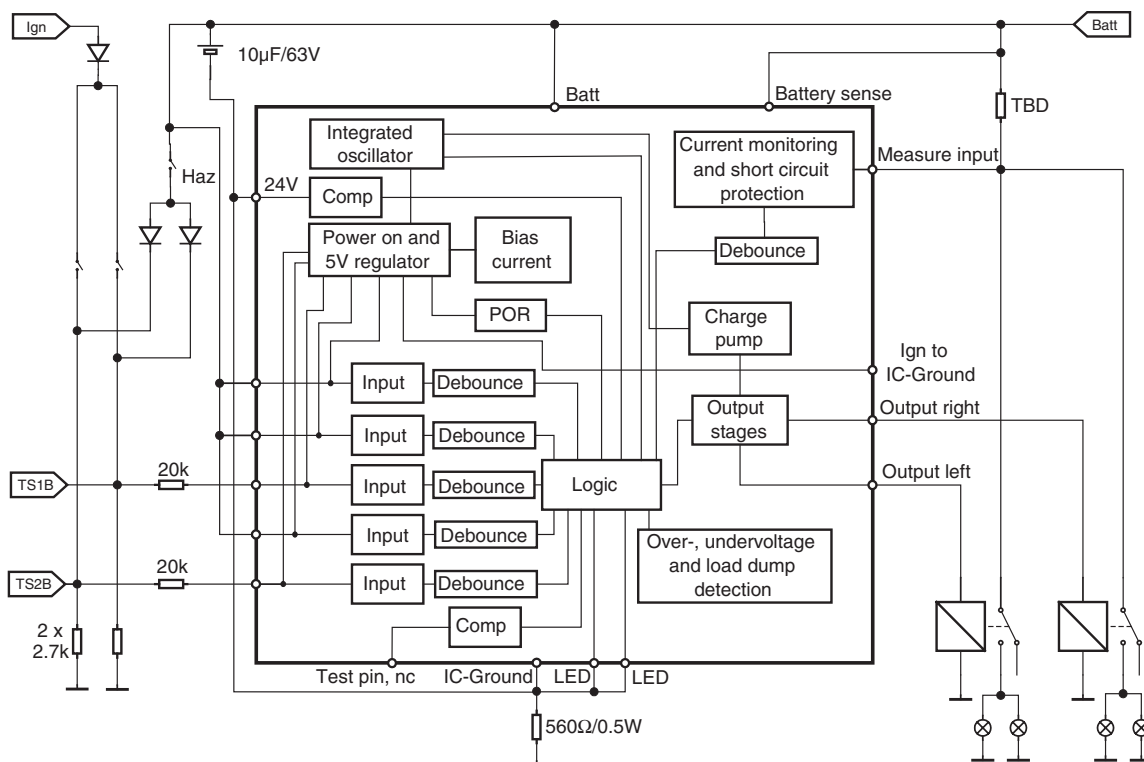 Ign
Batt
10µF/63V
Batt
Battery sense
TBD
Integrated
oscillator
Current monitoring
and short circuit
protection
Measure input
Haz
24V
Comp
Power on and
5V regulator
Bias
current
Debounce
POR
Charge
pump
Ign to
IC-Ground
Input
Debounce
Output
stages
Output right
Input
Debounce
TS1B
20k
Input
Debounce
Logic
Output left
Input
Debounce
Over-, undervoltage
and load dump
detection
TS2B
20k
Input
Debounce
2 x
2.7k
Comp
Test pin, nc
IC-Ground
LED
LED
560Ω/0.5W